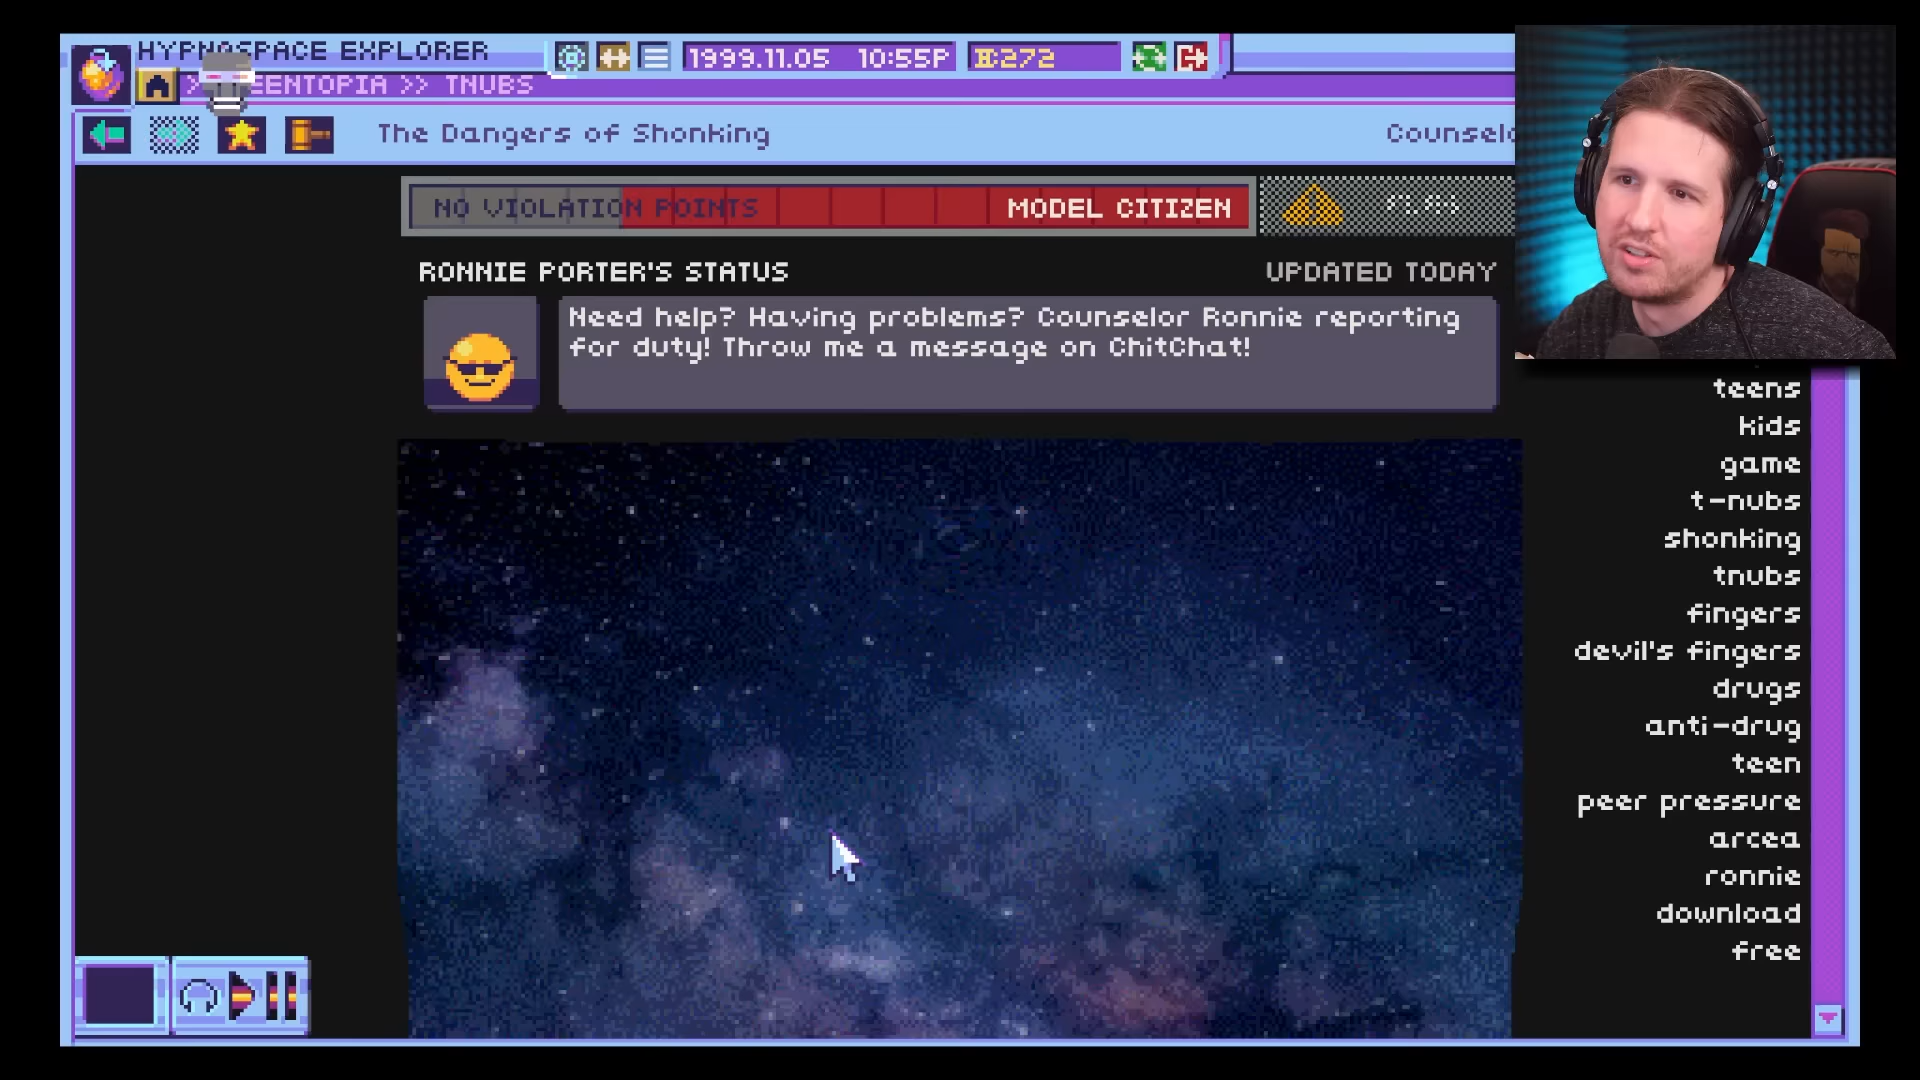 HYPNOSPACE EXPLORER
1999.11.05 10:55P
272
>> TNUBS
The Dangers of Shonking
NO VIOLATION POINTS
MODEL CITIZEN
RONNIE PORTER'S STATUS
UPDATED TODAY
Need help? Having problems? Counselor Ronnie reporting
for duty! Throw me a message on ChitChat!
teens
kids
game
t-nubs
shonking
tnubs
fingers
devil's fingers
drugs
anti-drug
teen
peer pressure
arcea
ronnie
download
free